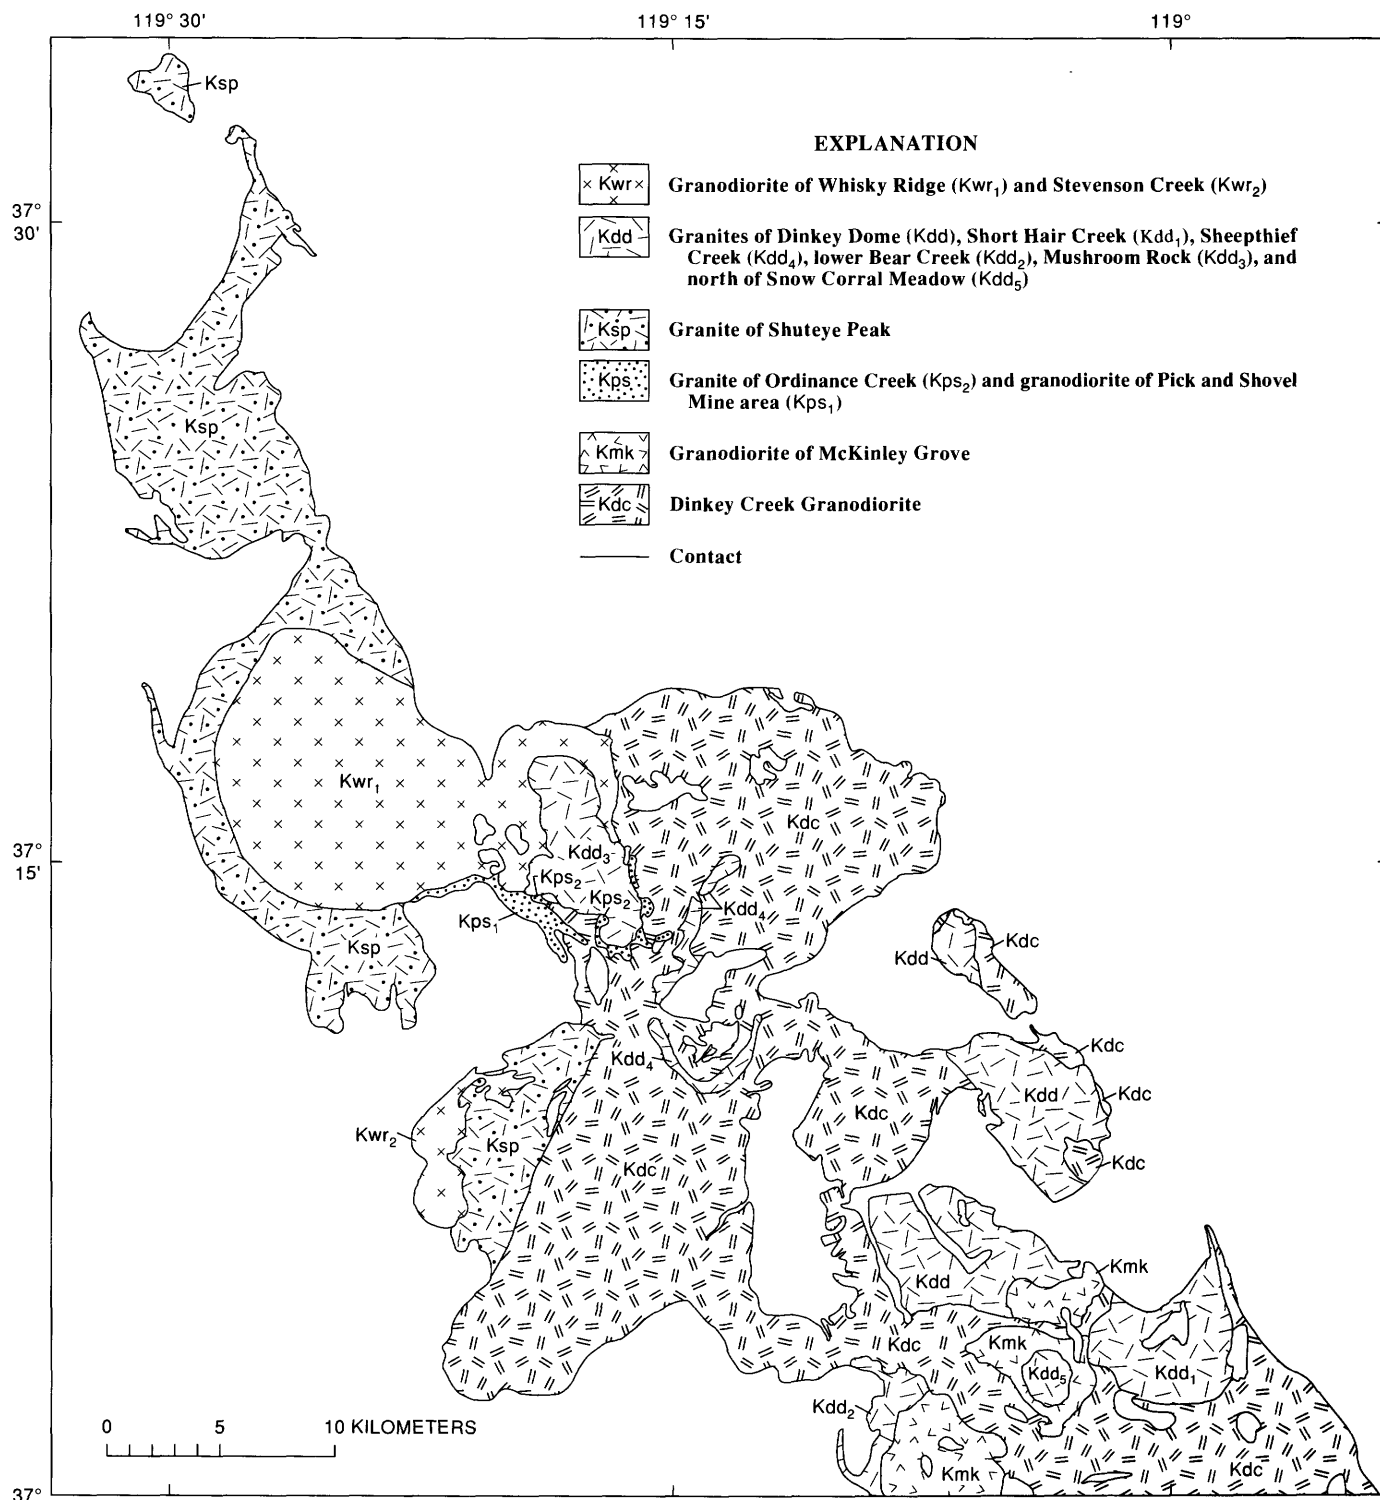 119° 30'
119° 15'
119°
Ksp
EXPLANATION
Kwr
Granodiorite of Whisky Ridge (Kwr₁) and Stevenson Creek (Kwr₂)
37°
30'
Kdd
Granites of Dinkey Dome (Kdd), Short Hair Creek (Kdd₁), Sheepthief
Creek (Kdd₄), lower Bear Creek (Kdd₂), Mushroom Rock (Kdd₃), and
north of Snow Corral Meadow (Kdd₅)
Ksp
Granite of Shuteye Peak
Kps
Granite of Ordinance Creek (Kps₂) and granodiorite of Pick and Shovel
Mine area (Kps₁)
Ksp
Kmk
Granodiorite of McKinley Grove
Kdc
Dinkey Creek Granodiorite
Contact
Kwr₁
Kdc
37°
15'
Kdd₃
Kps₂
Kps₂
Kdd₄
Kps₁
Ksp
Kdc
Kdd
Kdd₄
Kdc
Kdd
Kdc
Kdc
Kwr₂
Ksp
Kdc
Kdc
Kmk
Kdd
Kdc
Kmk
Kdd₅
Kdd₁
Kdd₂
0 5 10 KILOMETERS
Kmk
Kdc
37°